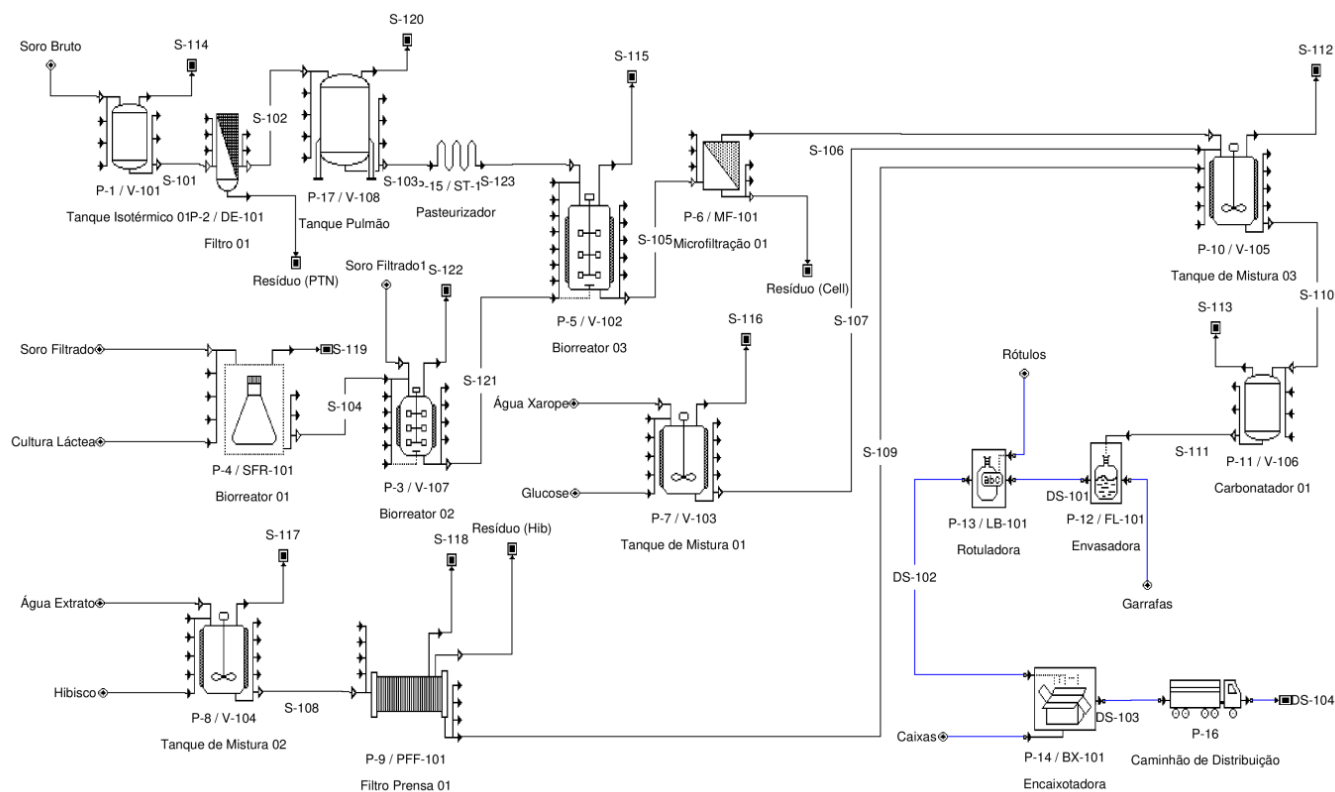 Soro Bruto
S-114
S-120
S-102
P-1 / V-101
Tanque Isotérmico 01
S-101
P-2 / DE-101
Filtro 01
Resíduo (PTN)
P-17 / V-108
Tanque Pulmão
S-103
P-15 / ST-1
S-123
Pasteurizador
S-115
P-5 / V-102
Biorreator 03
S-105
P-6 / MF-101
Microfiltração 01
Resíduo (Cell)
S-106
S-112
P-10 / V-105
Tanque de Mistura 03
S-110
Soro Filtrado1
S-122
Soro Filtrado
S-119
Cultura Láctea
P-4 / SFR-101
Biorreator 01
S-104
P-3 / V-107
Biorreator 02
S-121
S-116
S-107
Água Xarope
Glucose
P-7 / V-103
Tanque de Mistura 01
S-109
S-113
S-111
P-11 / V-106
Carbonatador 01
Rótulos
DS-101
P-13 / LB-101
Rotuladora
P-12 / FL-101
Envasadora
Garrafas
DS-102
S-117
Água Extrato
Hibisco
P-8 / V-104
Tanque de Mistura 02
S-108
S-118
Resíduo (Hib)
P-9 / PFF-101
Filtro Prensa 01
Caixas
P-14 / BX-101
Encaixotadora
DS-103
P-16
Caminhão de Distribuição
DS-104
abc